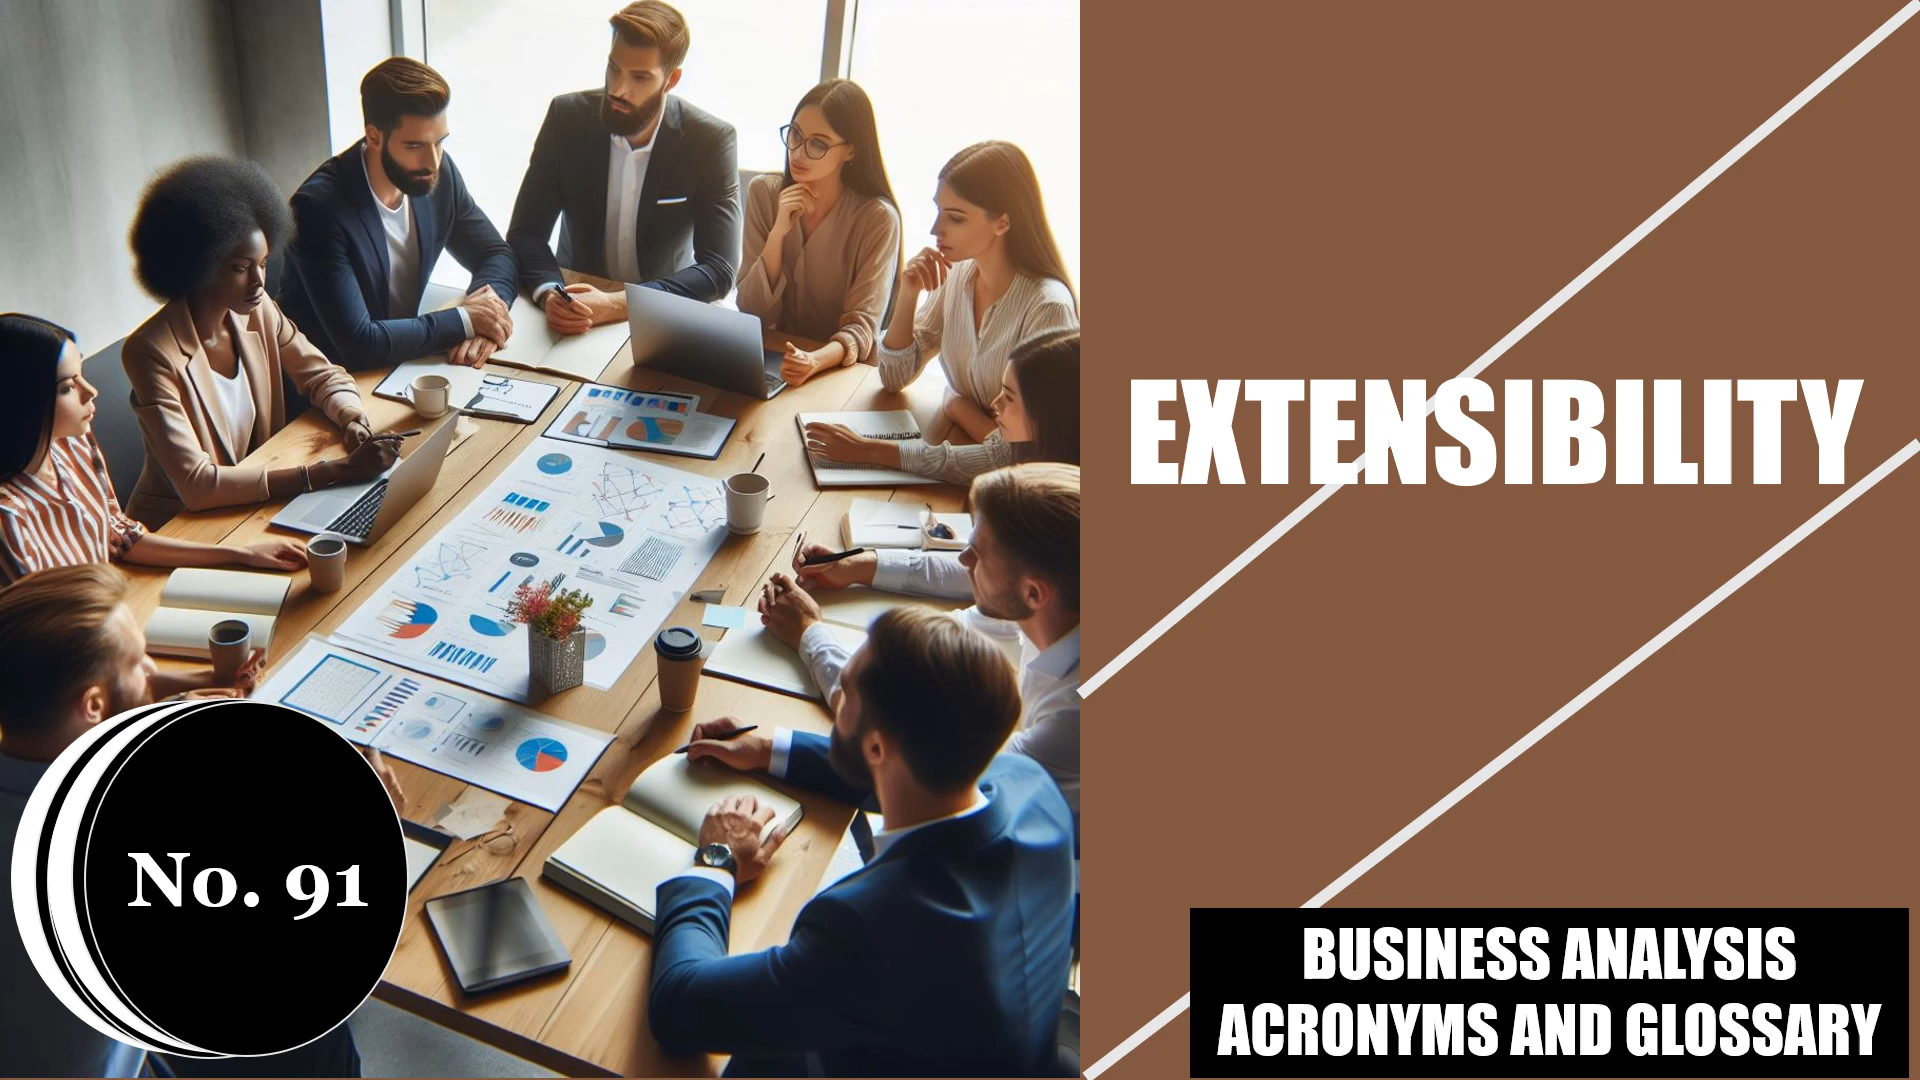 EXTENSIBILITY
No. 91
BUSINESS ANALYSIS
ACRONYMS AND GLOSSARY